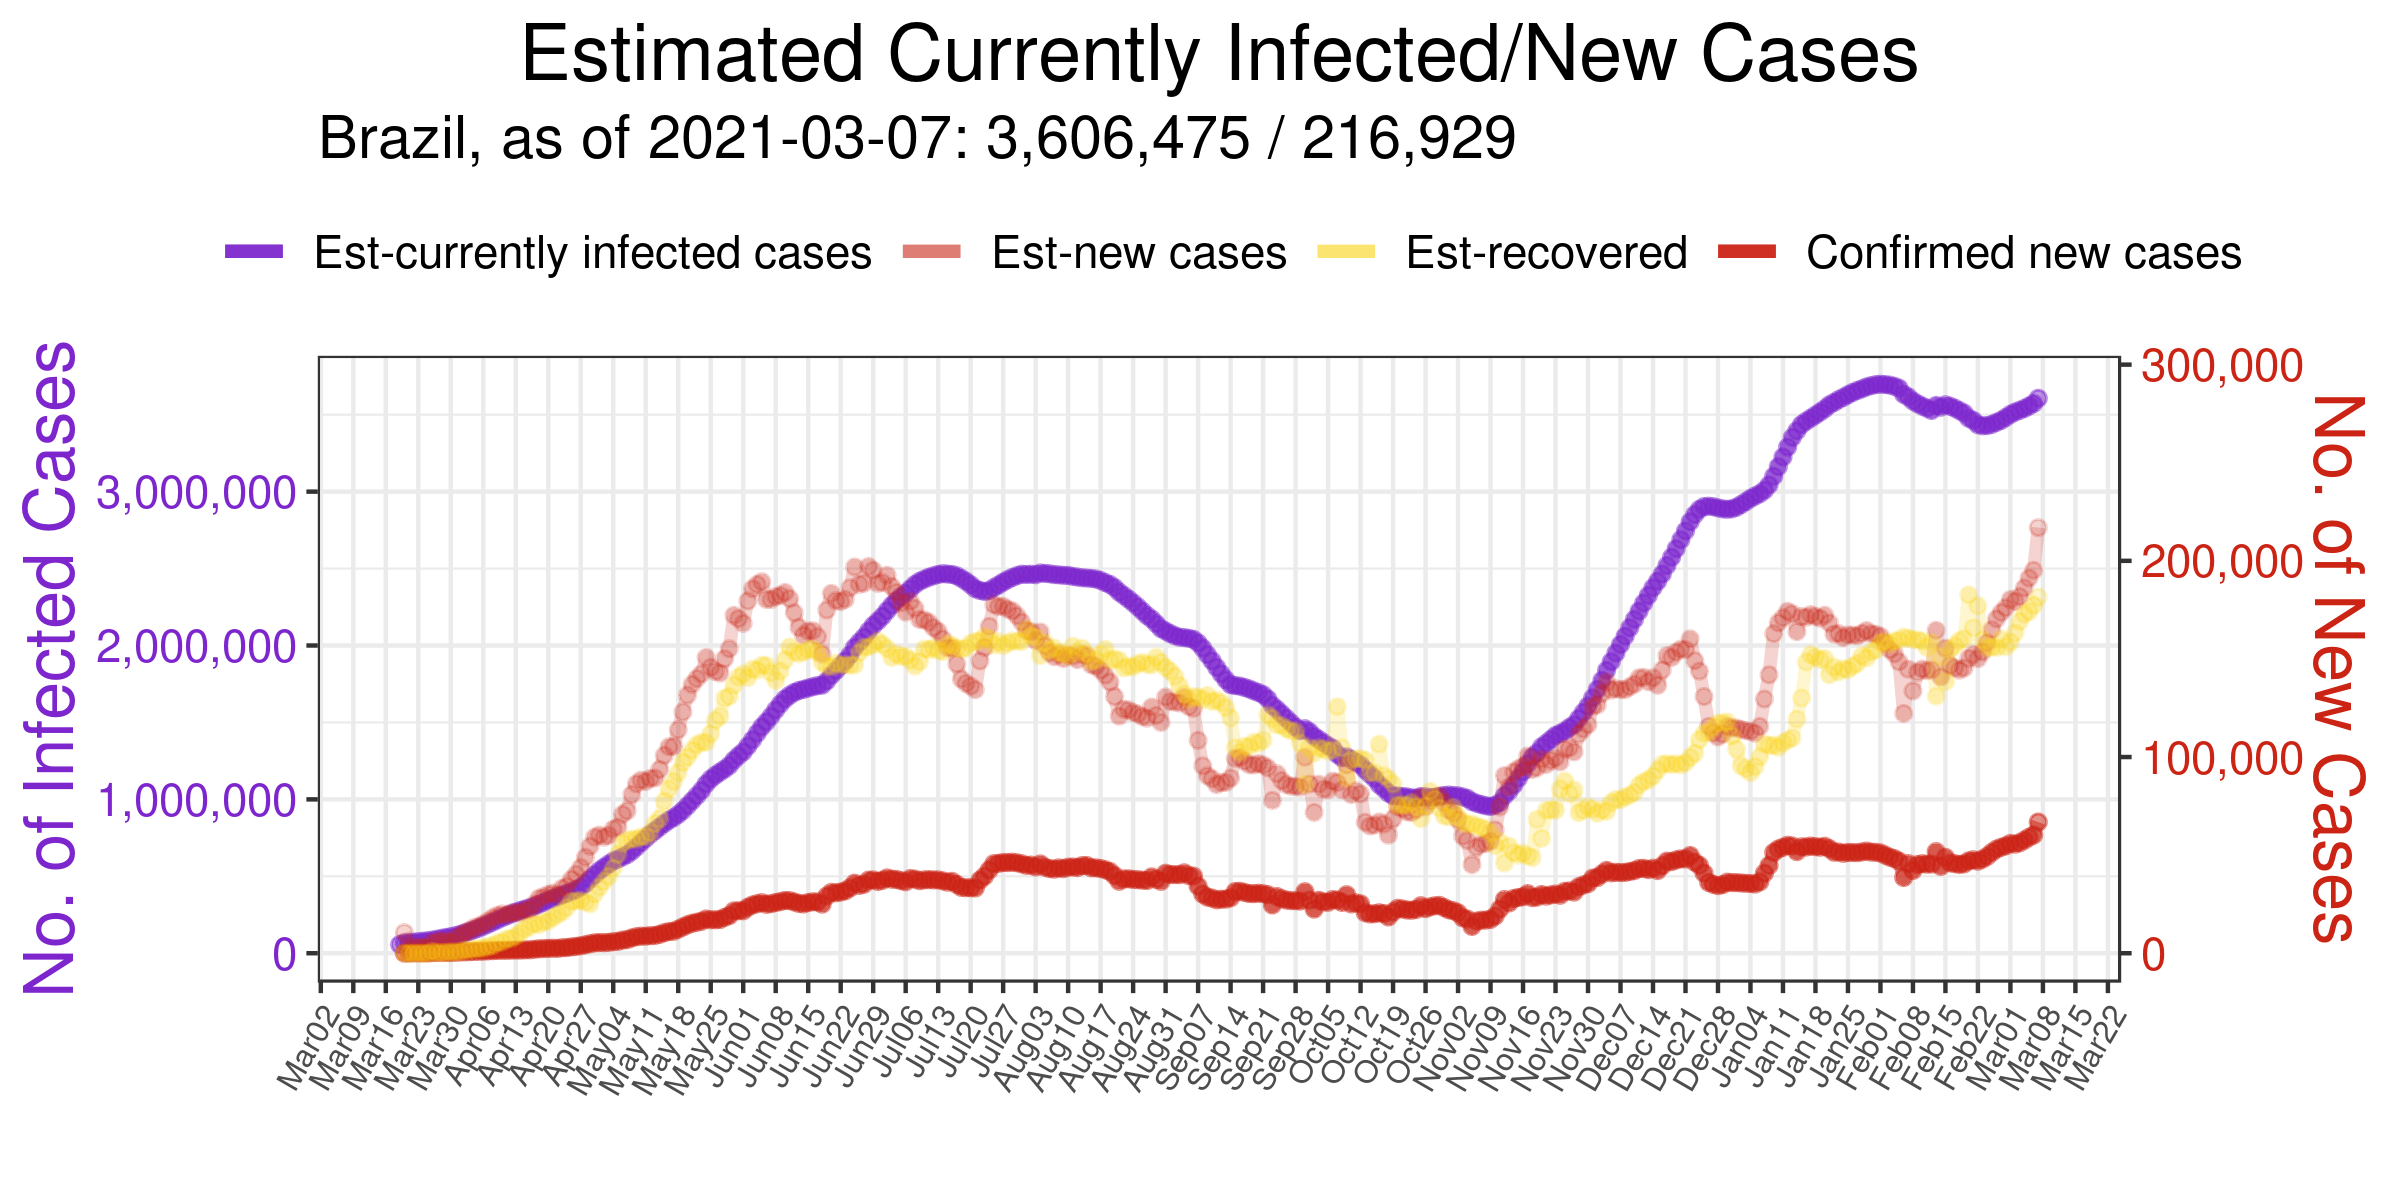 Estimated Currently Infected/New Cases
Brazil, as of 2021-03-07: 3,606,475 / 216,929
Est-currently infected cases Est-new cases Est-recovered Confirmed new cases
No. of Infected Cases
3,000,000
2,000,000
1,000,000
0
300,000
200,000
100,000
0
No. of New Cases
Mar02
Mar09
Mar16
Mar23
Mar30
Apr06
Apr13
Apr20
Apr27
May04
May11
May18
May25
Jun01
Jun08
Jun15
Jun22
Jun29
Jul06
Jul13
Jul20
Jul27
Aug03
Aug10
Aug17
Aug24
Aug31
Sep07
Sep14
Sep21
Sep28
Oct05
Oct12
Oct19
Oct26
Nov02
Nov09
Nov16
Nov23
Nov30
Dec07
Dec14
Dec21
Dec28
Jan04
Jan11
Jan18
Jan25
Feb01
Feb08
Feb15
Feb22
Mar01
Mar08
Mar15
Mar22